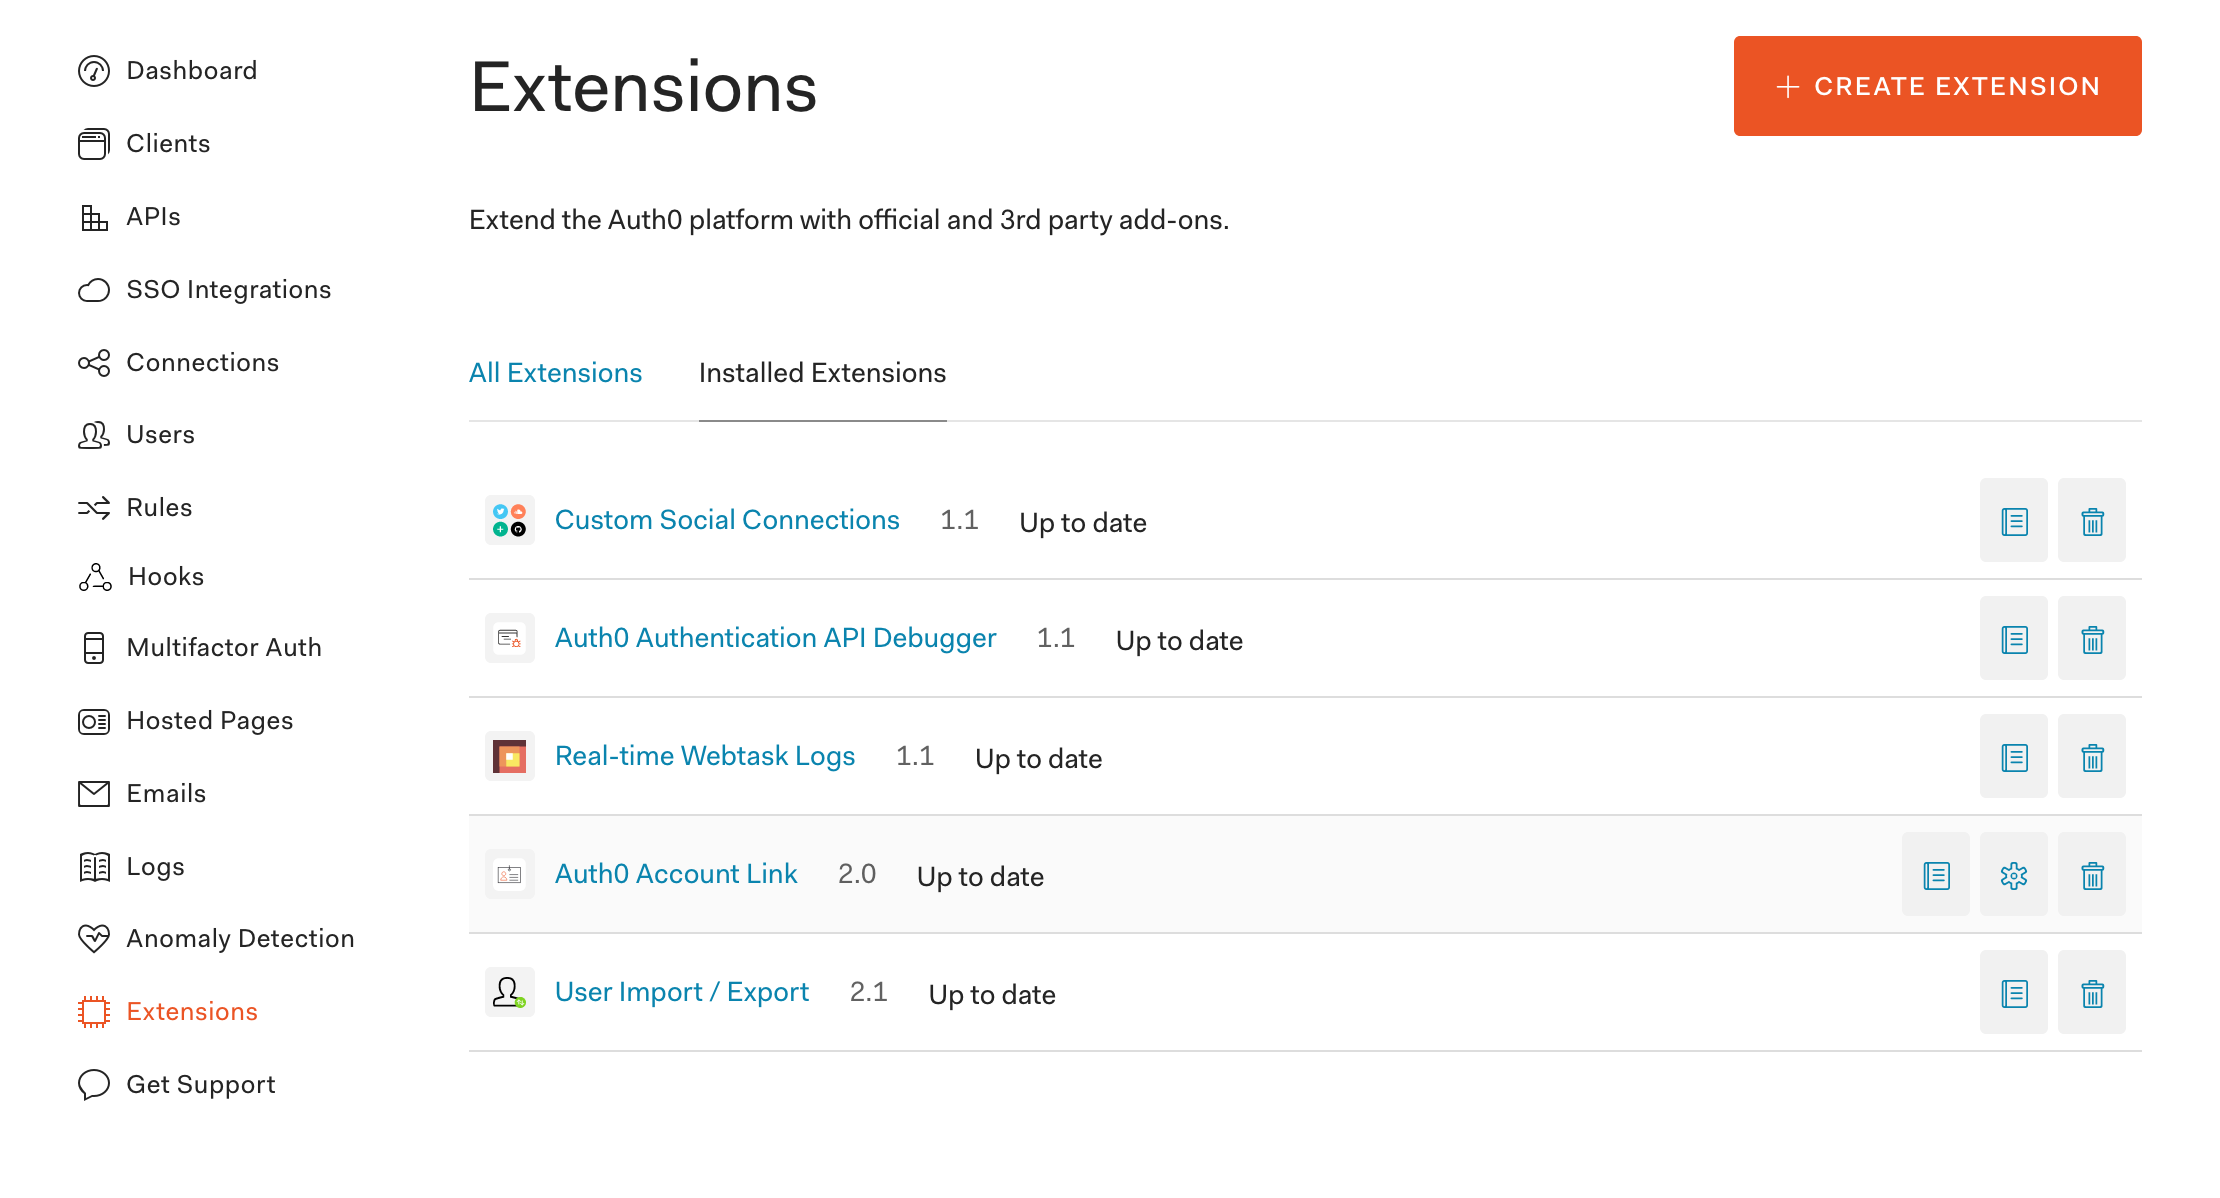 Dashboard
Clients
APIs
SSO Integrations
Connections
Users
Rules
Hooks
Multifactor Auth
Hosted Pages
Emails
Logs
Anomaly Detection
Extensions
Get Support
Extensions
CREATE EXTENSION
Extend the Auth0 platform with official and 3rd party add-ons.
All Extensions Installed Extensions
Custom Social Connections 1.1 Up to date
Auth0 Authentication API Debugger 1.1 Up to date
Real-time Webtask Logs 1.1 Up to date
Auth0 Account Link 2.0 Up to date
User Import / Export 2.1 Up to date